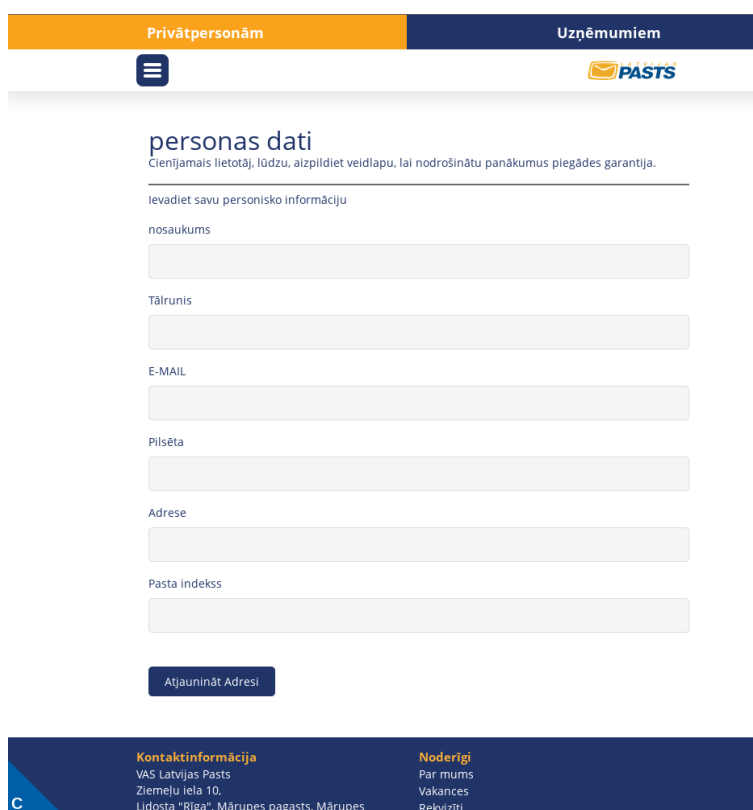 Privātpersonām
Uzņēmumiem
LATVIJAS
PASTS
personas dati
Cienījamais lietotāj, lūdzu, aizpildiet veidlapu, lai nodrošinātu panākumus piegādes garantija.
Ievadiet savu personisko informāciju
nosaukums
Tālrunis
E-MAIL
Pilsēta
Adrese
Pasta indekss
Atjaunināt Adresi
Kontaktinformācija
VAS Latvijas Pasts
Ziemeļu iela 10,
Lidosta "Rīga", Mārupes pagasts, Mārupes
Noderīgi
Par mums
Vakances
Rekvizīti
C